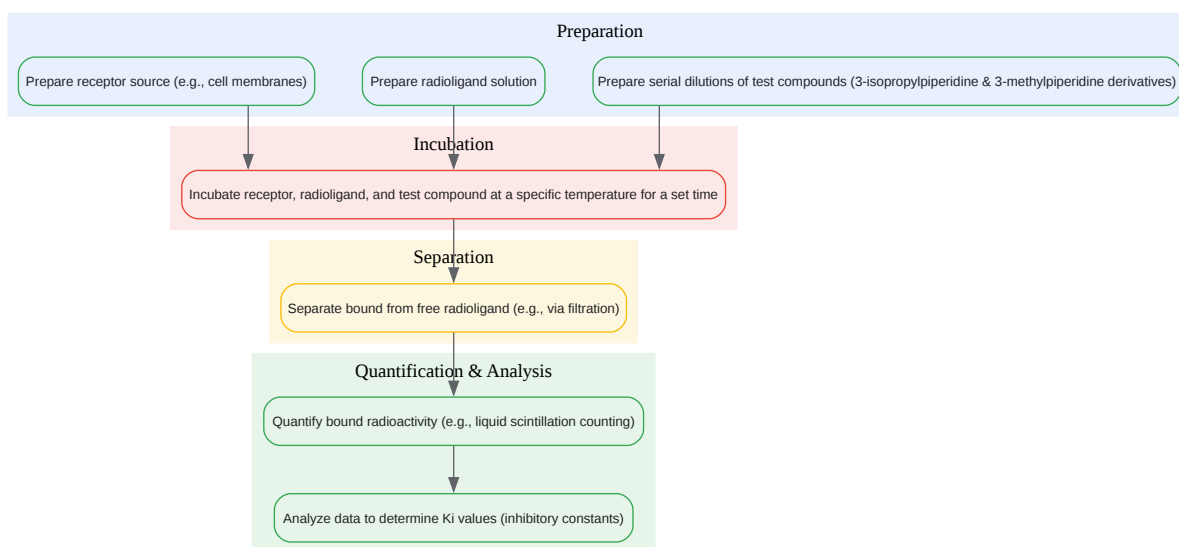 Preparation
Prepare receptor source (e.g., cell membranes)
Prepare radioligand solution
Prepare serial dilutions of test compounds (3-isopropylpiperidine & 3-methylpiperidine derivatives)
Incubation
Incubate receptor, radioligand, and test compound at a specific temperature for a set time
Separation
Separate bound from free radioligand (e.g., via filtration)
Quantification & Analysis
Quantify bound radioactivity (e.g., liquid scintillation counting)
Analyze data to determine Ki values (inhibitory constants)